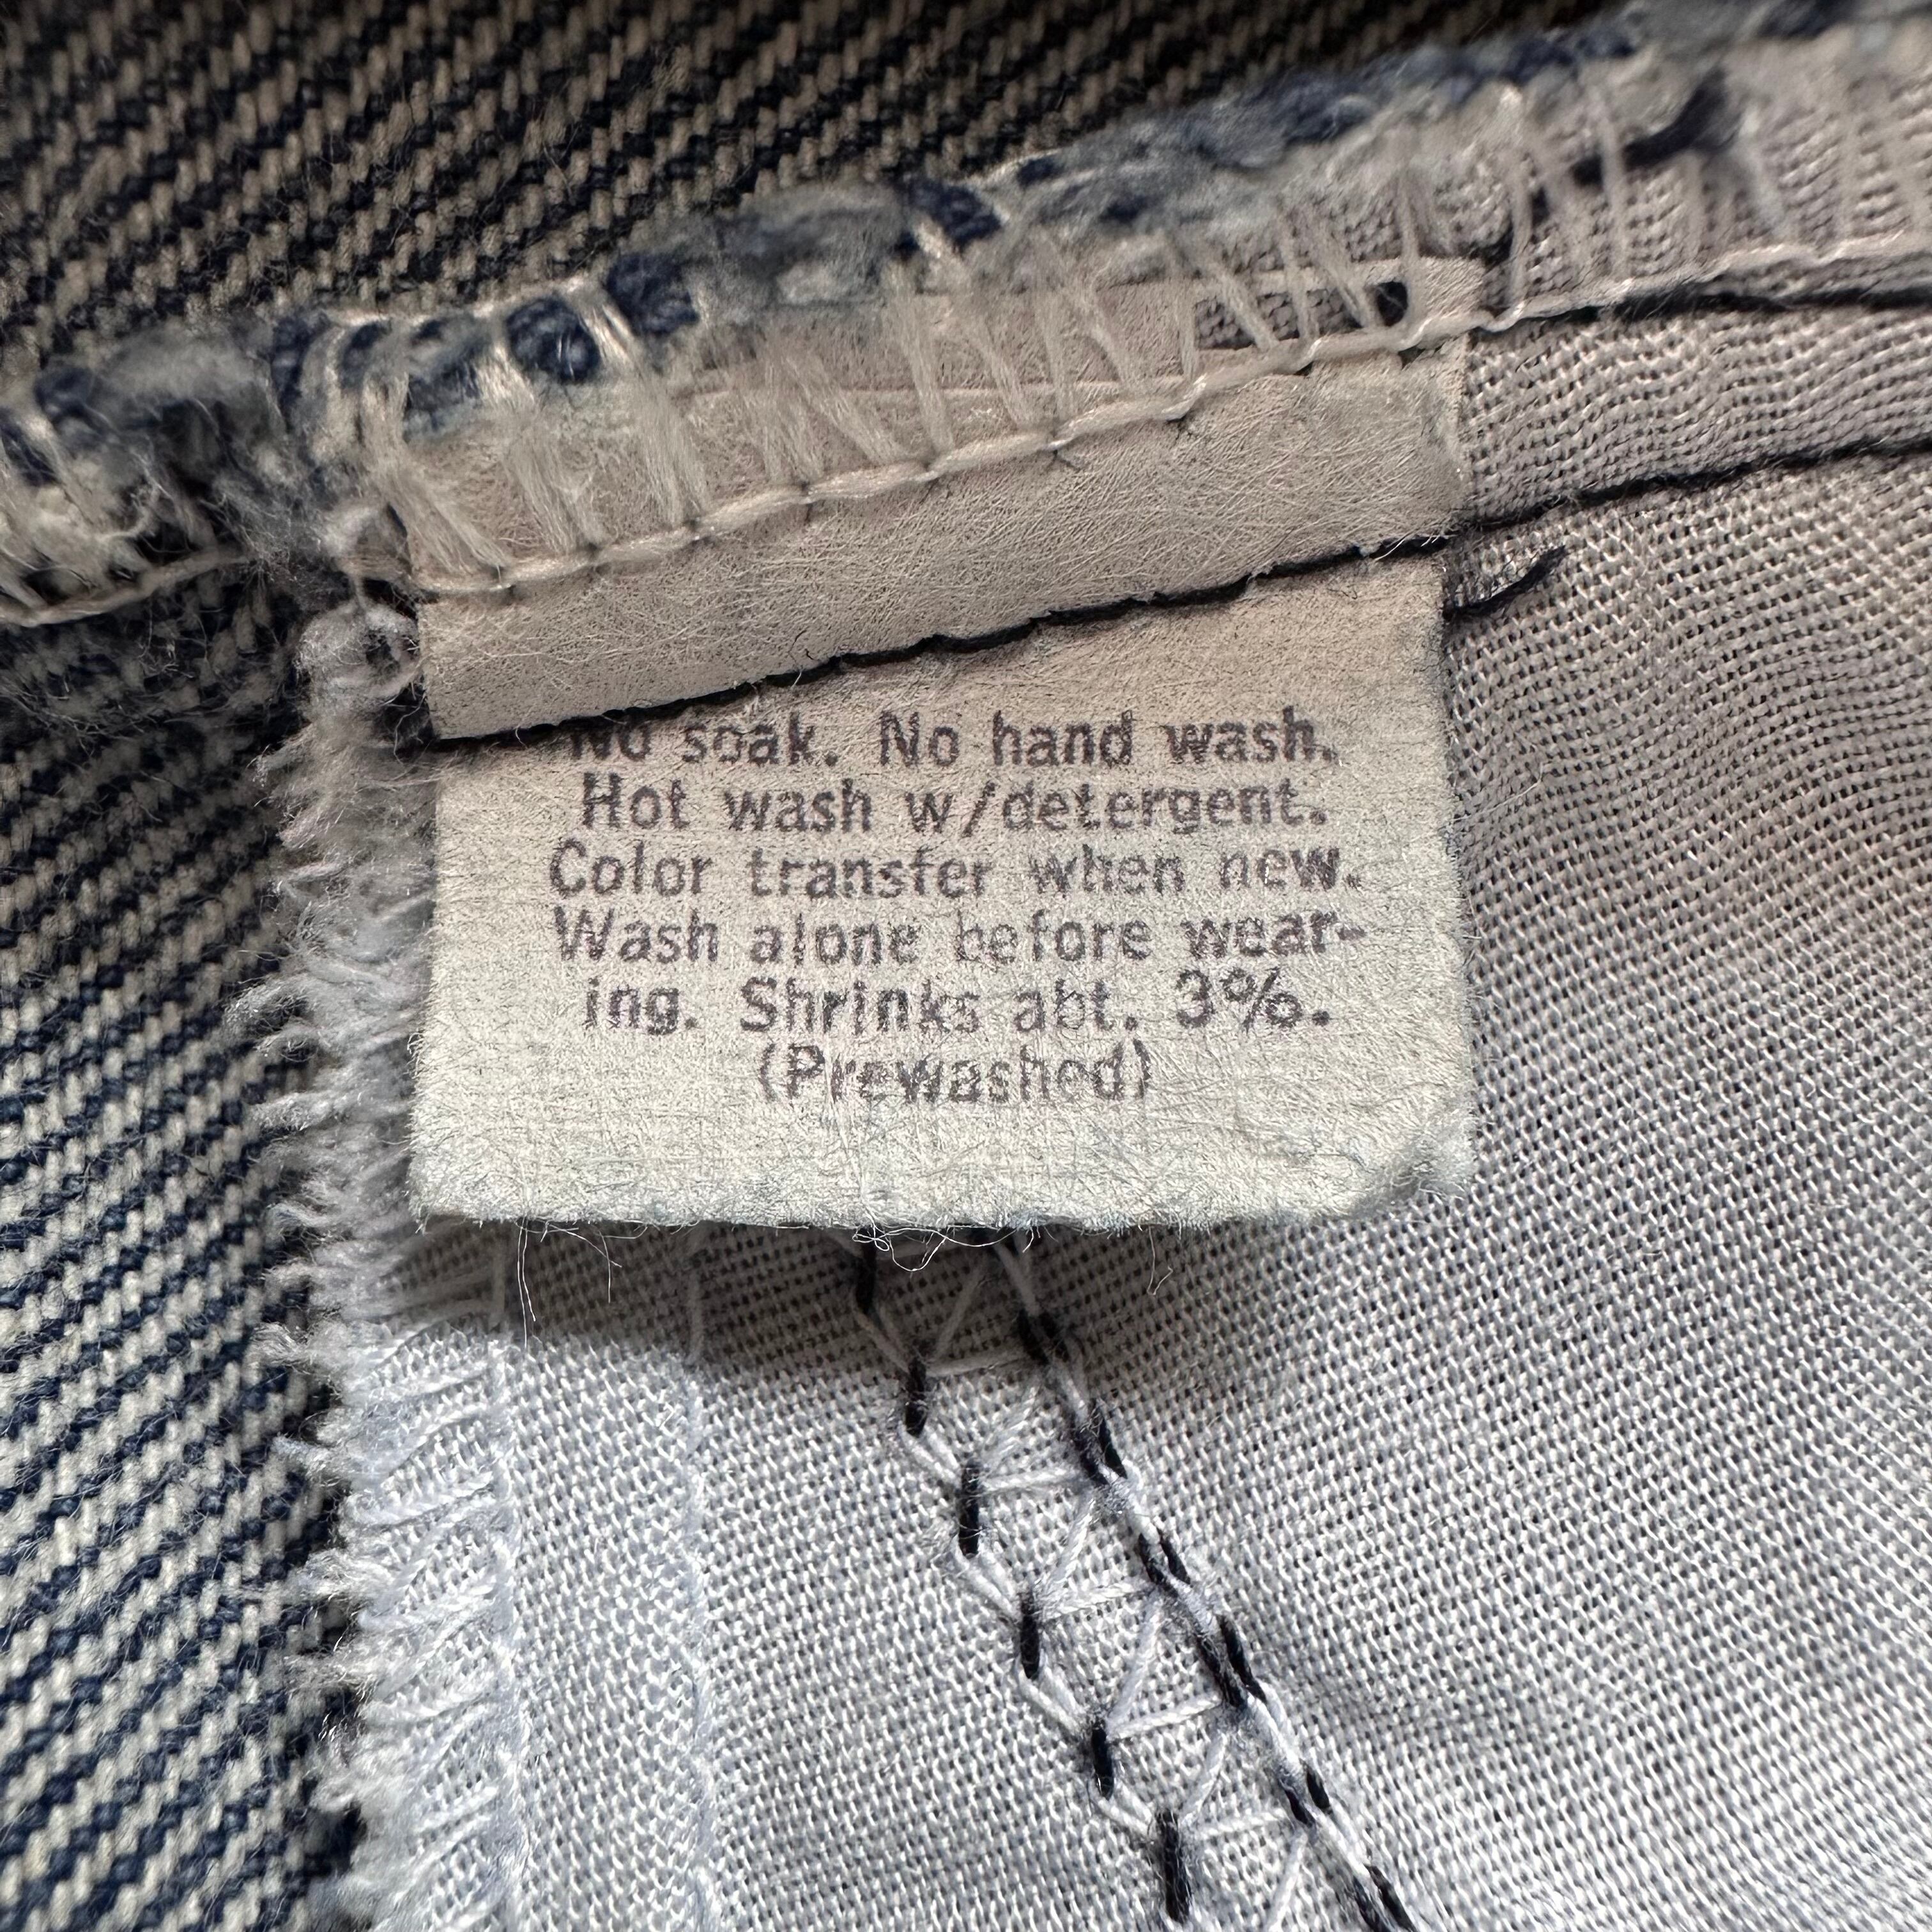 No soak. No hand wash.
Hot wash w/detergent.
Color transfer when new.
Wash alone before wear-
ing. Shrinks abt. 3%.
(Prewashed)